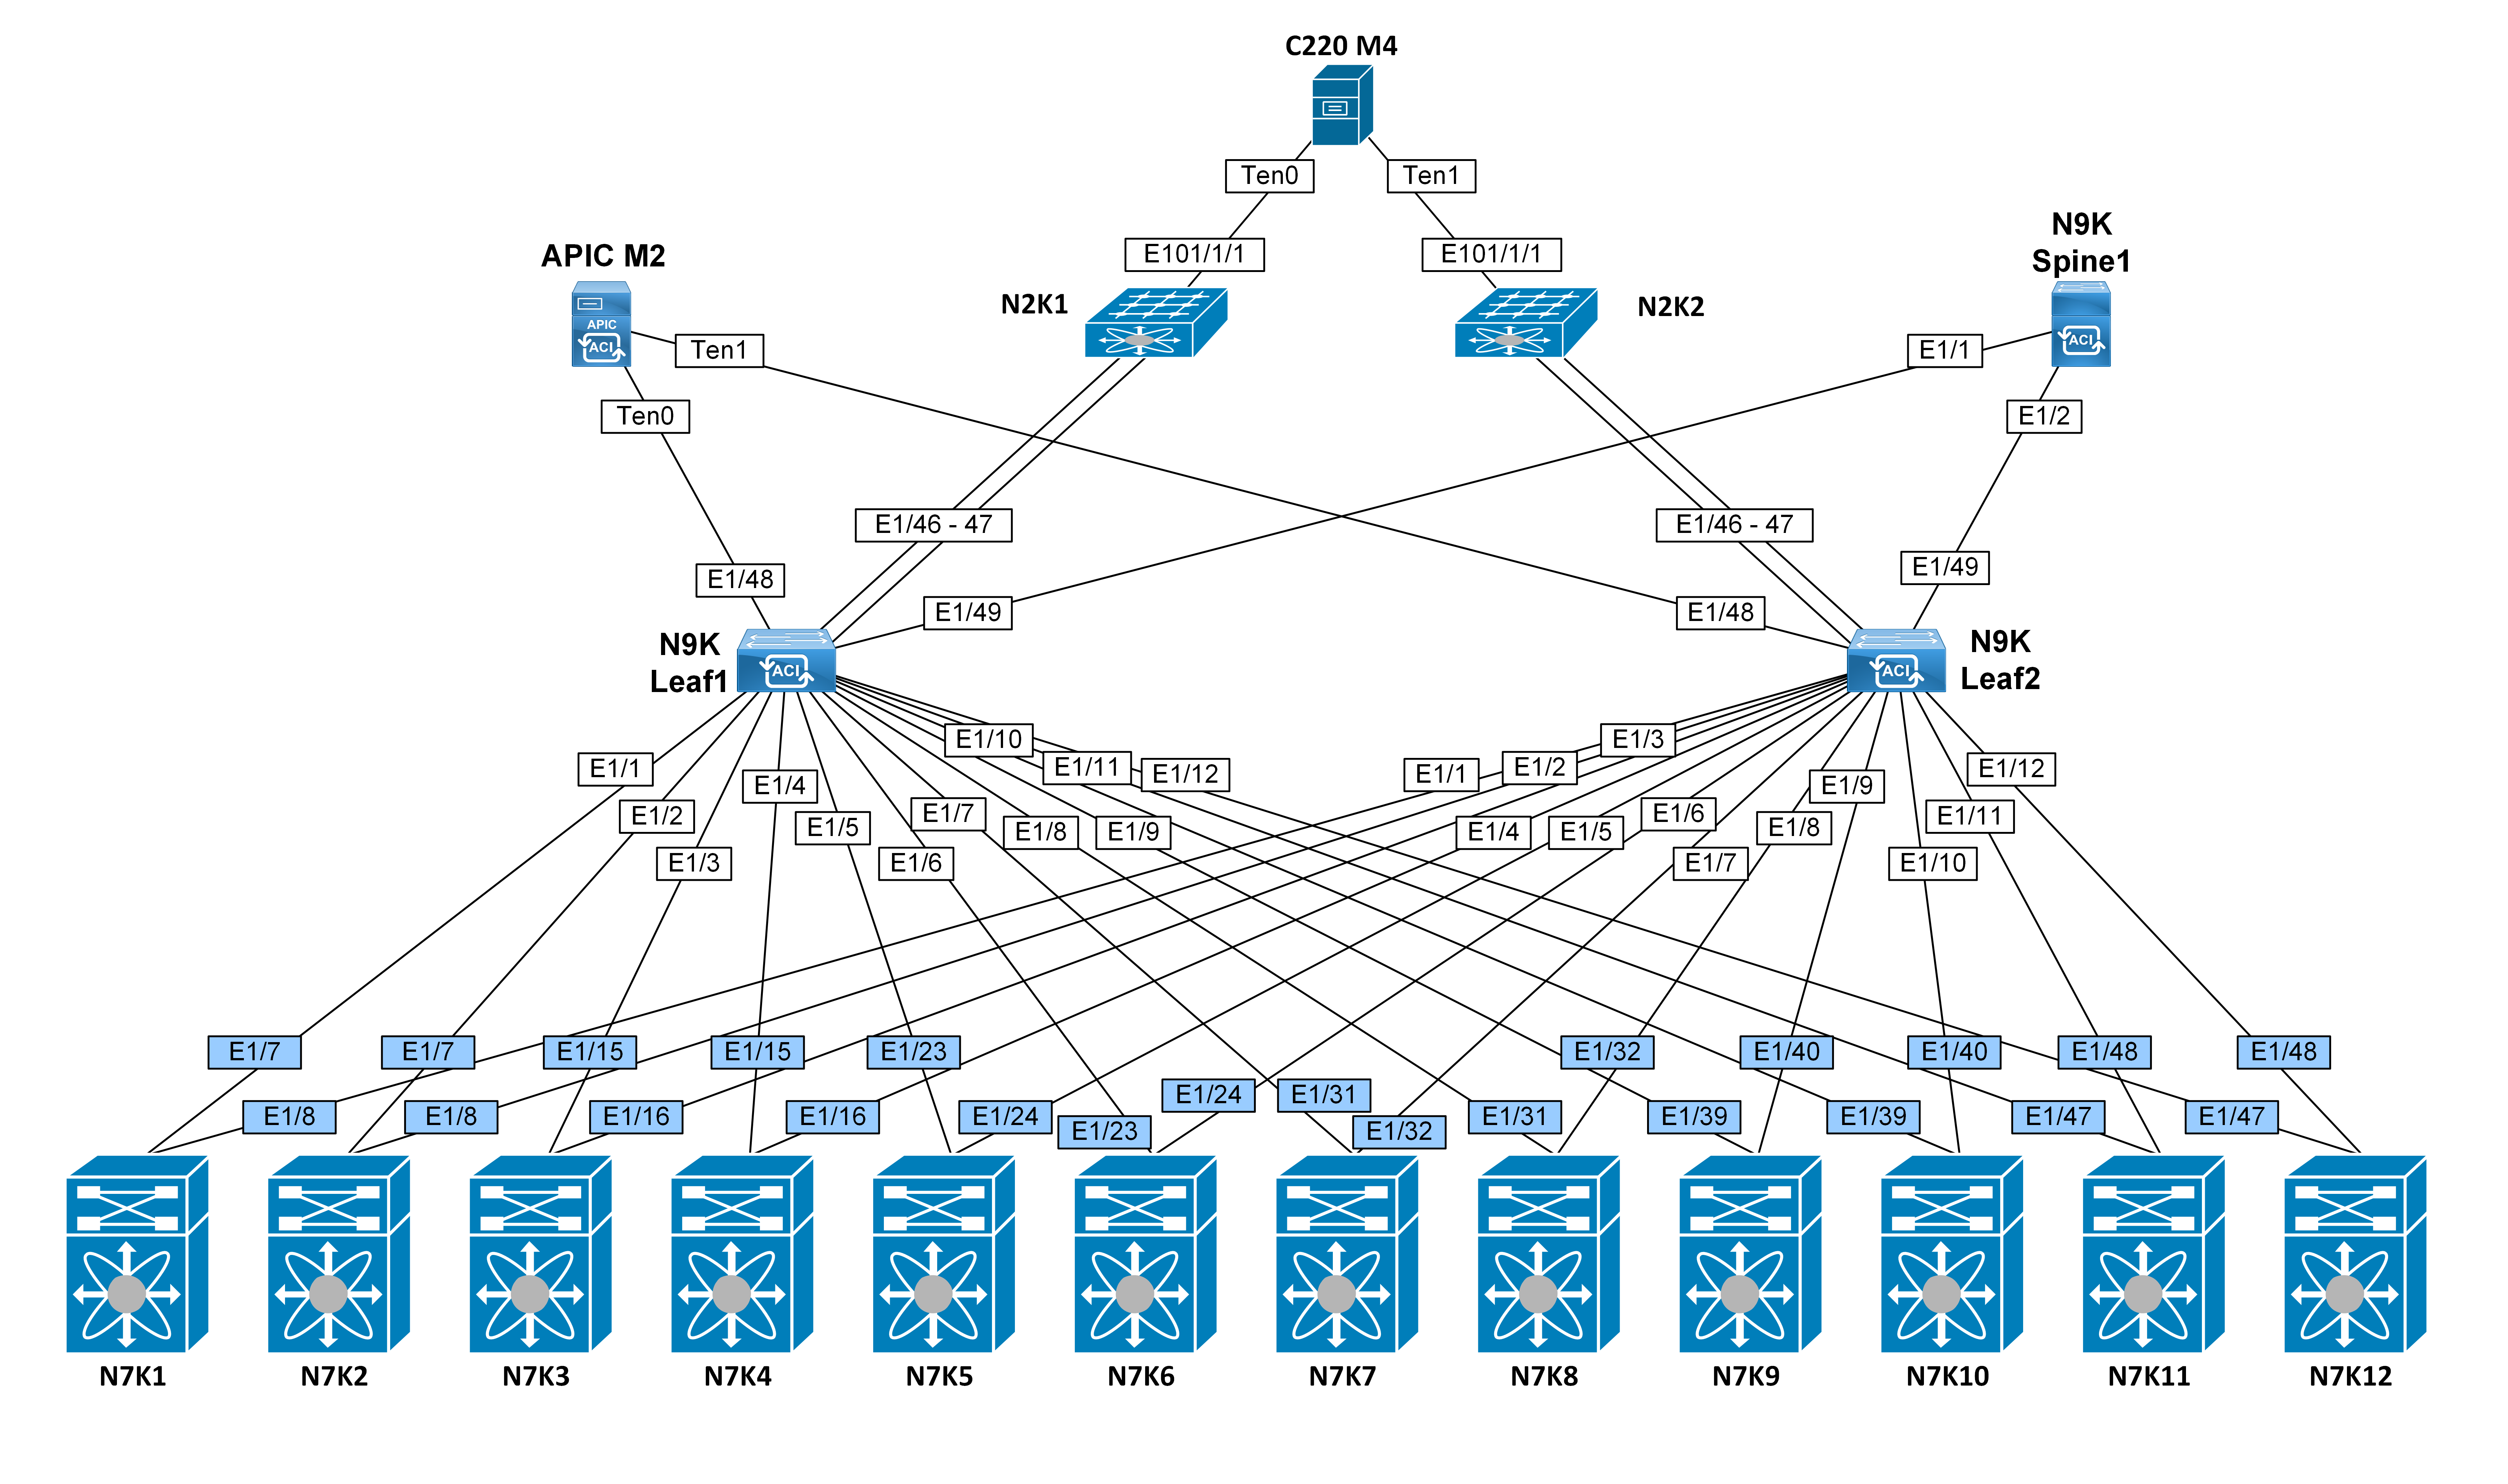 C220 M4
Ten0
Ten1
N9K
Spine1
E101/1/1
E101/1/1
APIC M2
N2K1
N2K2
APIC
ACI
ACI
Ten1
E1/1
Ten0
E1/2
E1/46 - 47
E1/46 - 47
E1/48
E1/49
E1/49
E1/48
N9K
Leaf1
ACI
ACI
N9K
Leaf2
E1/10
E1/3
E1/1
E1/11
E1/12
E1/1
E1/2
E1/12
E1/4
E1/9
E1/2
E1/7
E1/6
E1/11
E1/5
E1/8
E1/9
E1/4
E1/5
E1/8
E1/3
E1/6
E1/7
E1/10
E1/7
E1/7
E1/15
E1/15
E1/23
E1/32
E1/40
E1/40
E1/48
E1/48
E1/24
E1/31
E1/8
E1/8
E1/16
E1/16
E1/24
E1/23
E1/32
E1/31
E1/39
E1/39
E1/47
E1/47
N7K1
N7K2
N7K3
N7K4
N7K5
N7K6
N7K7
N7K8
N7K9
N7K10
N7K11
N7K12